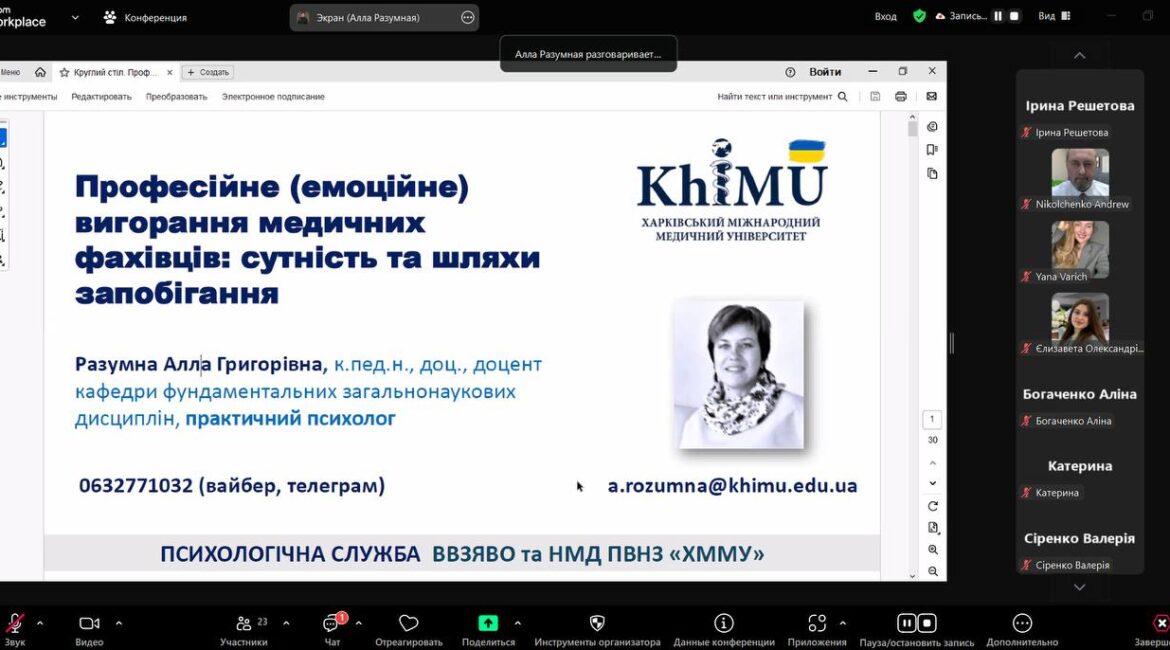 om
orkplace
Конференция
Экран (Алла Разумная)
Вход
Запись...
Вид
Алла Разумная разговаривает...
Меню
Круглий стіл. Проф...
+ Создать
Войти
е инструменты
Редактировать
Преобразовать
Электронное подписание
Найти текст или инструмент
Професійне (емоційне)
вигорання медичних
фахівців: сутність та шляхи
запобігання
KhIMU
ХАРКІВСЬКИЙ МІЖНАРОДНИЙ
МЕДИЧНИЙ УНІВЕРСИТЕТ
Разумна Алла Григорівна, к.пед.н., доц., доцент
кафедри фундаментальних загальнонаукових
дисциплін, практичний психолог
0632771032 (вайбер, телеграм)
a.rozumna@khimu.edu.ua
ПСИХОЛОГІЧНА СЛУЖБА ВВЗЯВО та НМД ПВНЗ «ХММУ»
1
30
Ірина Решетова
Ірина Решетова
Nikolchenko Andrew
Yana Varich
Єлизавета Олександрі...
Богаченко Аліна
Богаченко Аліна
Катерина
Катерина
Сіренко Валерія
Сіренко Валерія
Звук
Видео
23
Участники
1
Чат
Отреагировать
Поделиться
Инструменты организатора
Данные конференции
Приложения
Пауза/остановить запись
Дополнительно
Заверш